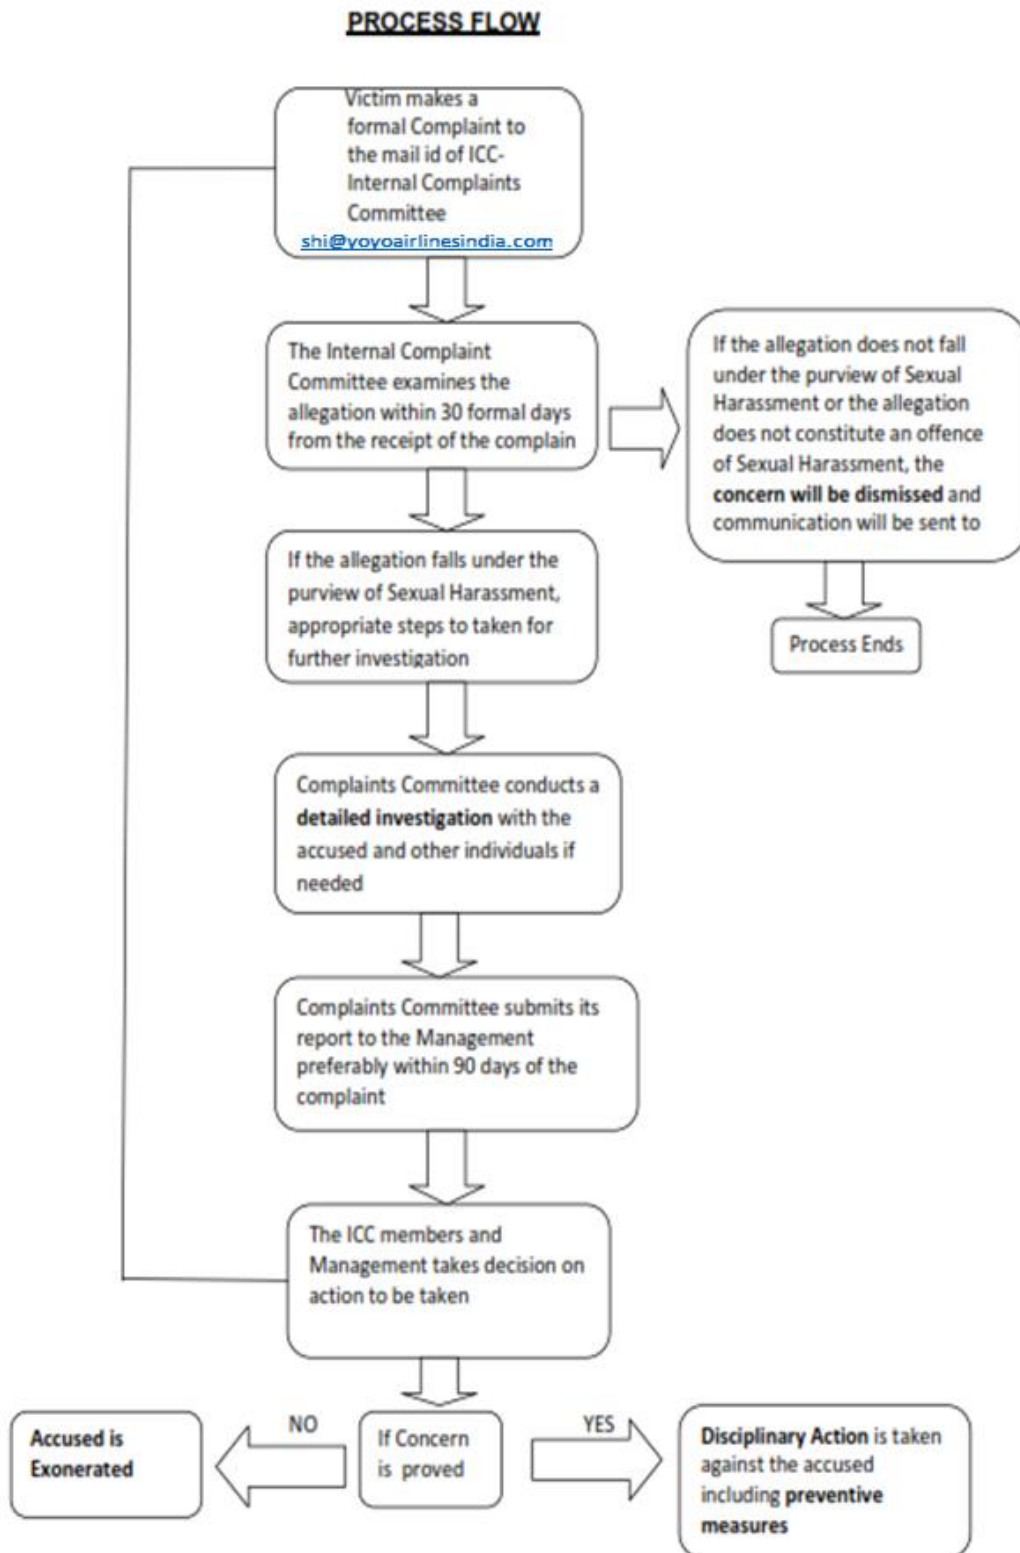 PROCESS FLOW
Victim makes a
formal Complaint to
the mail id of ICC-
Internal Complaints
Committee
shi@yoyoairlinesindia.com
The Internal Complaint
Committee examines the
allegation within 30 formal days
from the receipt of the complain
If the allegation does not fall
under the purview of Sexual
Harassment or the allegation
does not constitute an offence
of Sexual Harassment, the
concern will be dismissed and
communication will be sent to
If the allegation falls under the
purview of Sexual Harassment,
appropriate steps to taken for
further investigation
Process Ends
Complaints Committee conducts a
detailed investigation with the
accused and other individuals if
needed
Complaints Committee submits its
report to the Management
preferably within 90 days of the
complaint
The ICC members and
Management takes decision on
action to be taken
Accused is
Exonerated
NO
If Concern
is proved
YES
Disciplinary Action is taken
against the accused
including preventive
measures